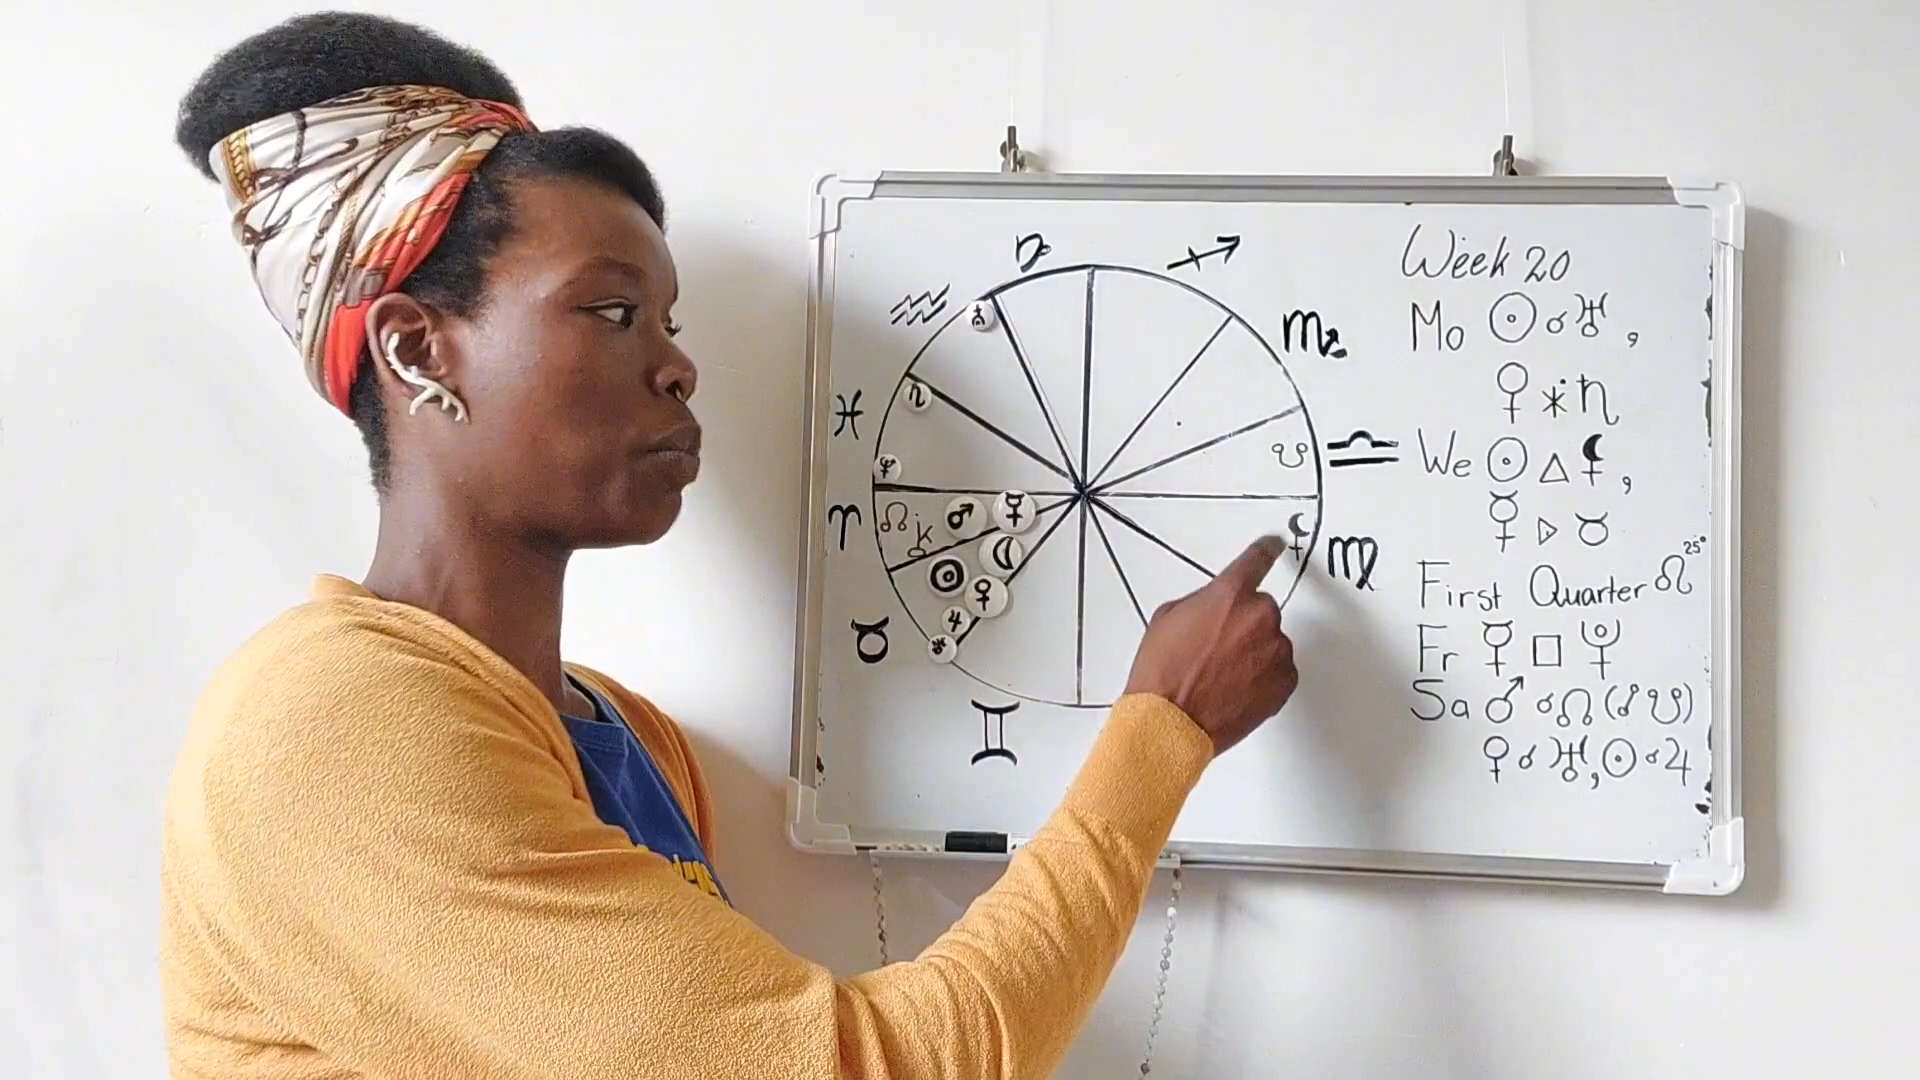 ♑ ♐
♒ ♏
♓ ♎
♈ ♍
♉
♊
♇
♄
♆ ☋
☊ ⚷ ♂ ☿ ⚸
☽
☉ ♀
♃
♅
Week 20
Mo ☉ ☌ ♅,
♀ ⚹ ♄
We ☉ △ ⚸,
☿ ▷ ♉
First Quarter ♌ 25°
Fr ☿ □ ⯓
Sa ♂ ☌ ☊ (☍ ☋)
♀ ☌ ♅, ☉ ☌ ♃